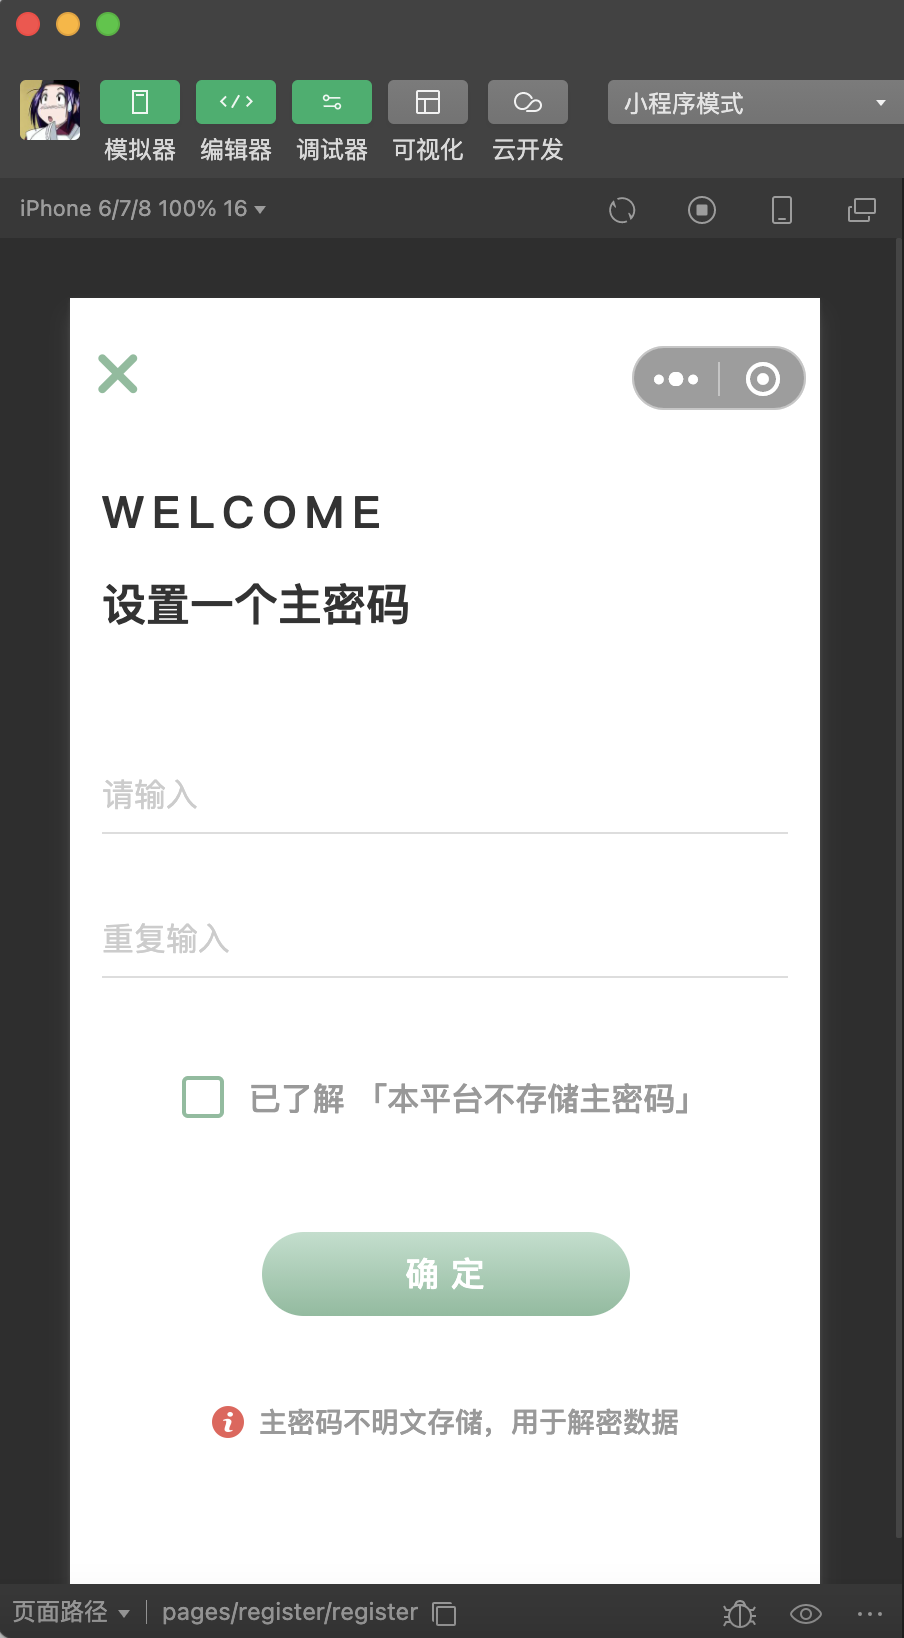 模拟器 编辑器 调试器 可视化 云开发 小程序模式
iPhone 6/7/8 100% 16
WELCOME
设置一个主密码
请输入
重复输入
已了解 「本平台不存储主密码」
确 定
主密码不明文存储，用于解密数据
页面路径 pages/register/register